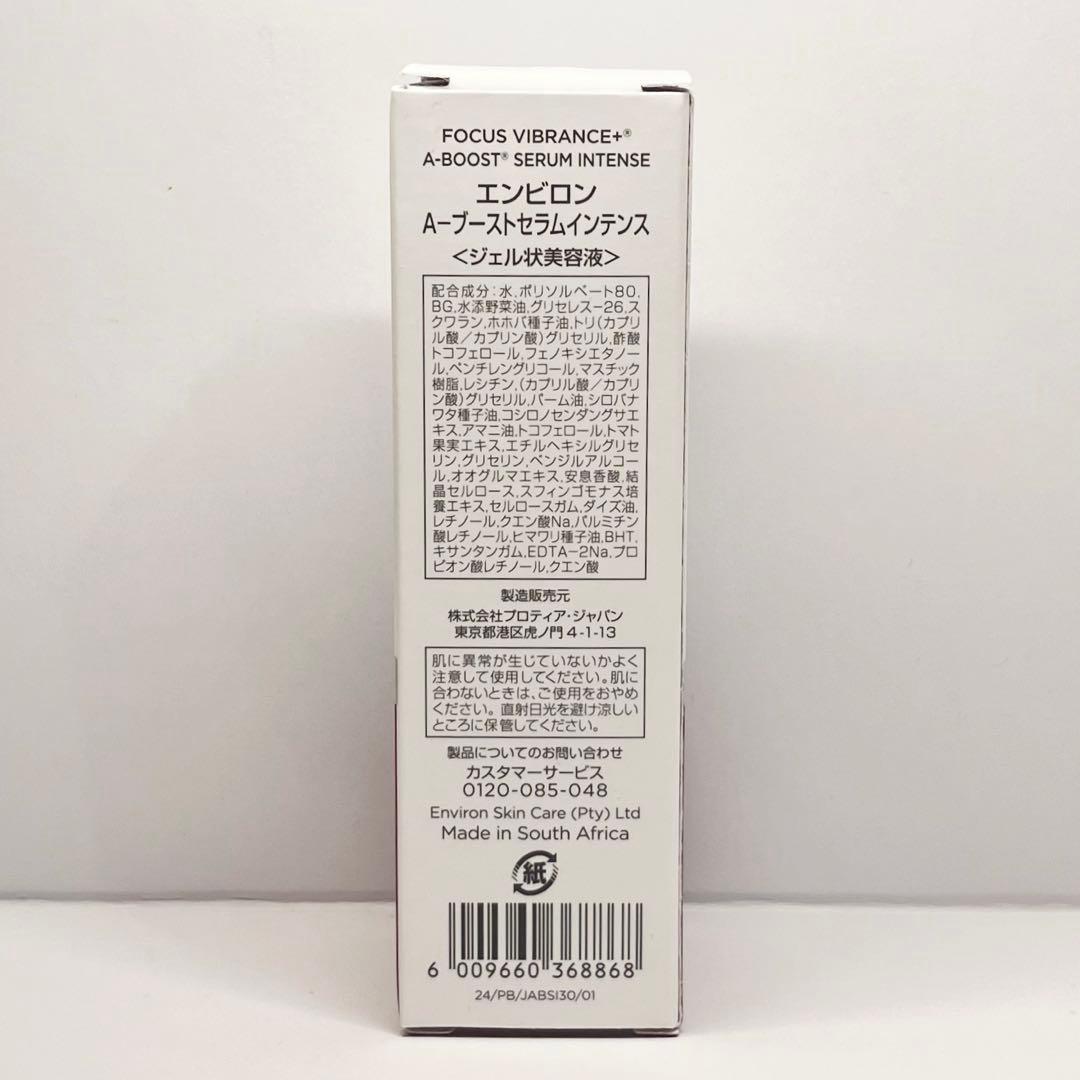 FOCUS VIBRANCE+®
A-BOOST® SERUM INTENSE
エンビロン
A−ブーストセラムインテンス
＜ジェル状美容液＞
配合成分：水,ポリソルベート80,
BG,水添野菜油,グリセレス−26,ス
クワラン,ホホバ種子油,トリ(カプリ
ル酸／カプリン酸)グリセリル,酢酸
トコフェロール,フェノキシエタノー
ル,ペンチレングリコール,マスチック
樹脂,レシチン,(カプリル酸／カプリ
ン酸)グリセリル,パーム油,シロバナ
ワタ種子油,コシロノセンダングサエ
キス,アマニ油,トコフェロール,トマト
果実エキス,エチルヘキシルグリセ
リン,グリセリン,ベンジルアルコー
ル,オオグルマエキス,安息香酸,結
晶セルロース,スフィンゴモナス培
養エキス,セルロースガム,ダイズ油,
レチノール,クエン酸Na,パルミチン
酸レチノール,ヒマワリ種子油,BHT,
キサンタンガム,EDTA−2Na,プロ
ピオン酸レチノール,クエン酸
製造販売元
株式会社プロティア・ジャパン
東京都港区虎ノ門 4-1-13
肌に異常が生じていないかよく
注意して使用してください。肌に
合わないときは、ご使用をおやめ
ください。直射日光を避け涼しい
ところに保管してください。
製品についてのお問い合わせ
カスタマーサービス
0120-085-048
Environ Skin Care (Pty) Ltd
Made in South Africa
紙
6 009660 368868
24/PB/JABSI30/01